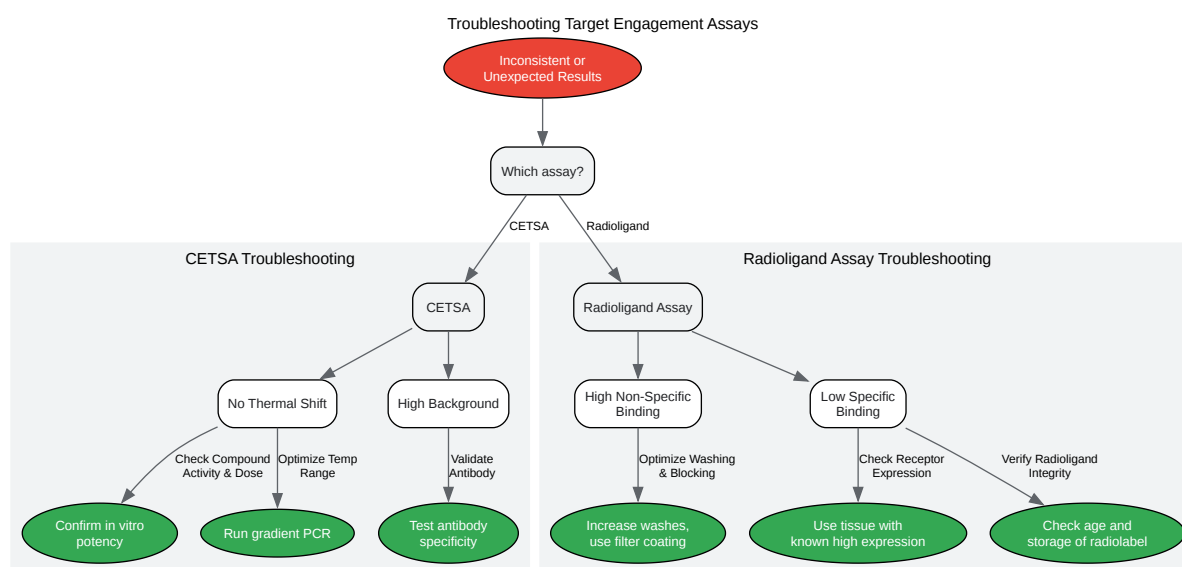 Troubleshooting Target Engagement Assays
Inconsistent or
Unexpected Results
Which assay?
CETSA
Radioligand
CETSA Troubleshooting
Radioligand Assay Troubleshooting
CETSA
Radioligand Assay
No Thermal Shift
High Background
High Non-Specific
Binding
Low Specific
Binding
Check Compound
Activity & Dose
Optimize Temp
Range
Validate
Antibody
Optimize Washing
& Blocking
Check Receptor
Expression
Verify Radioligand
Integrity
Confirm in vitro
potency
Run gradient PCR
Test antibody
specificity
Increase washes,
use filter coating
Use tissue with
known high expression
Check age and
storage of radiolabel